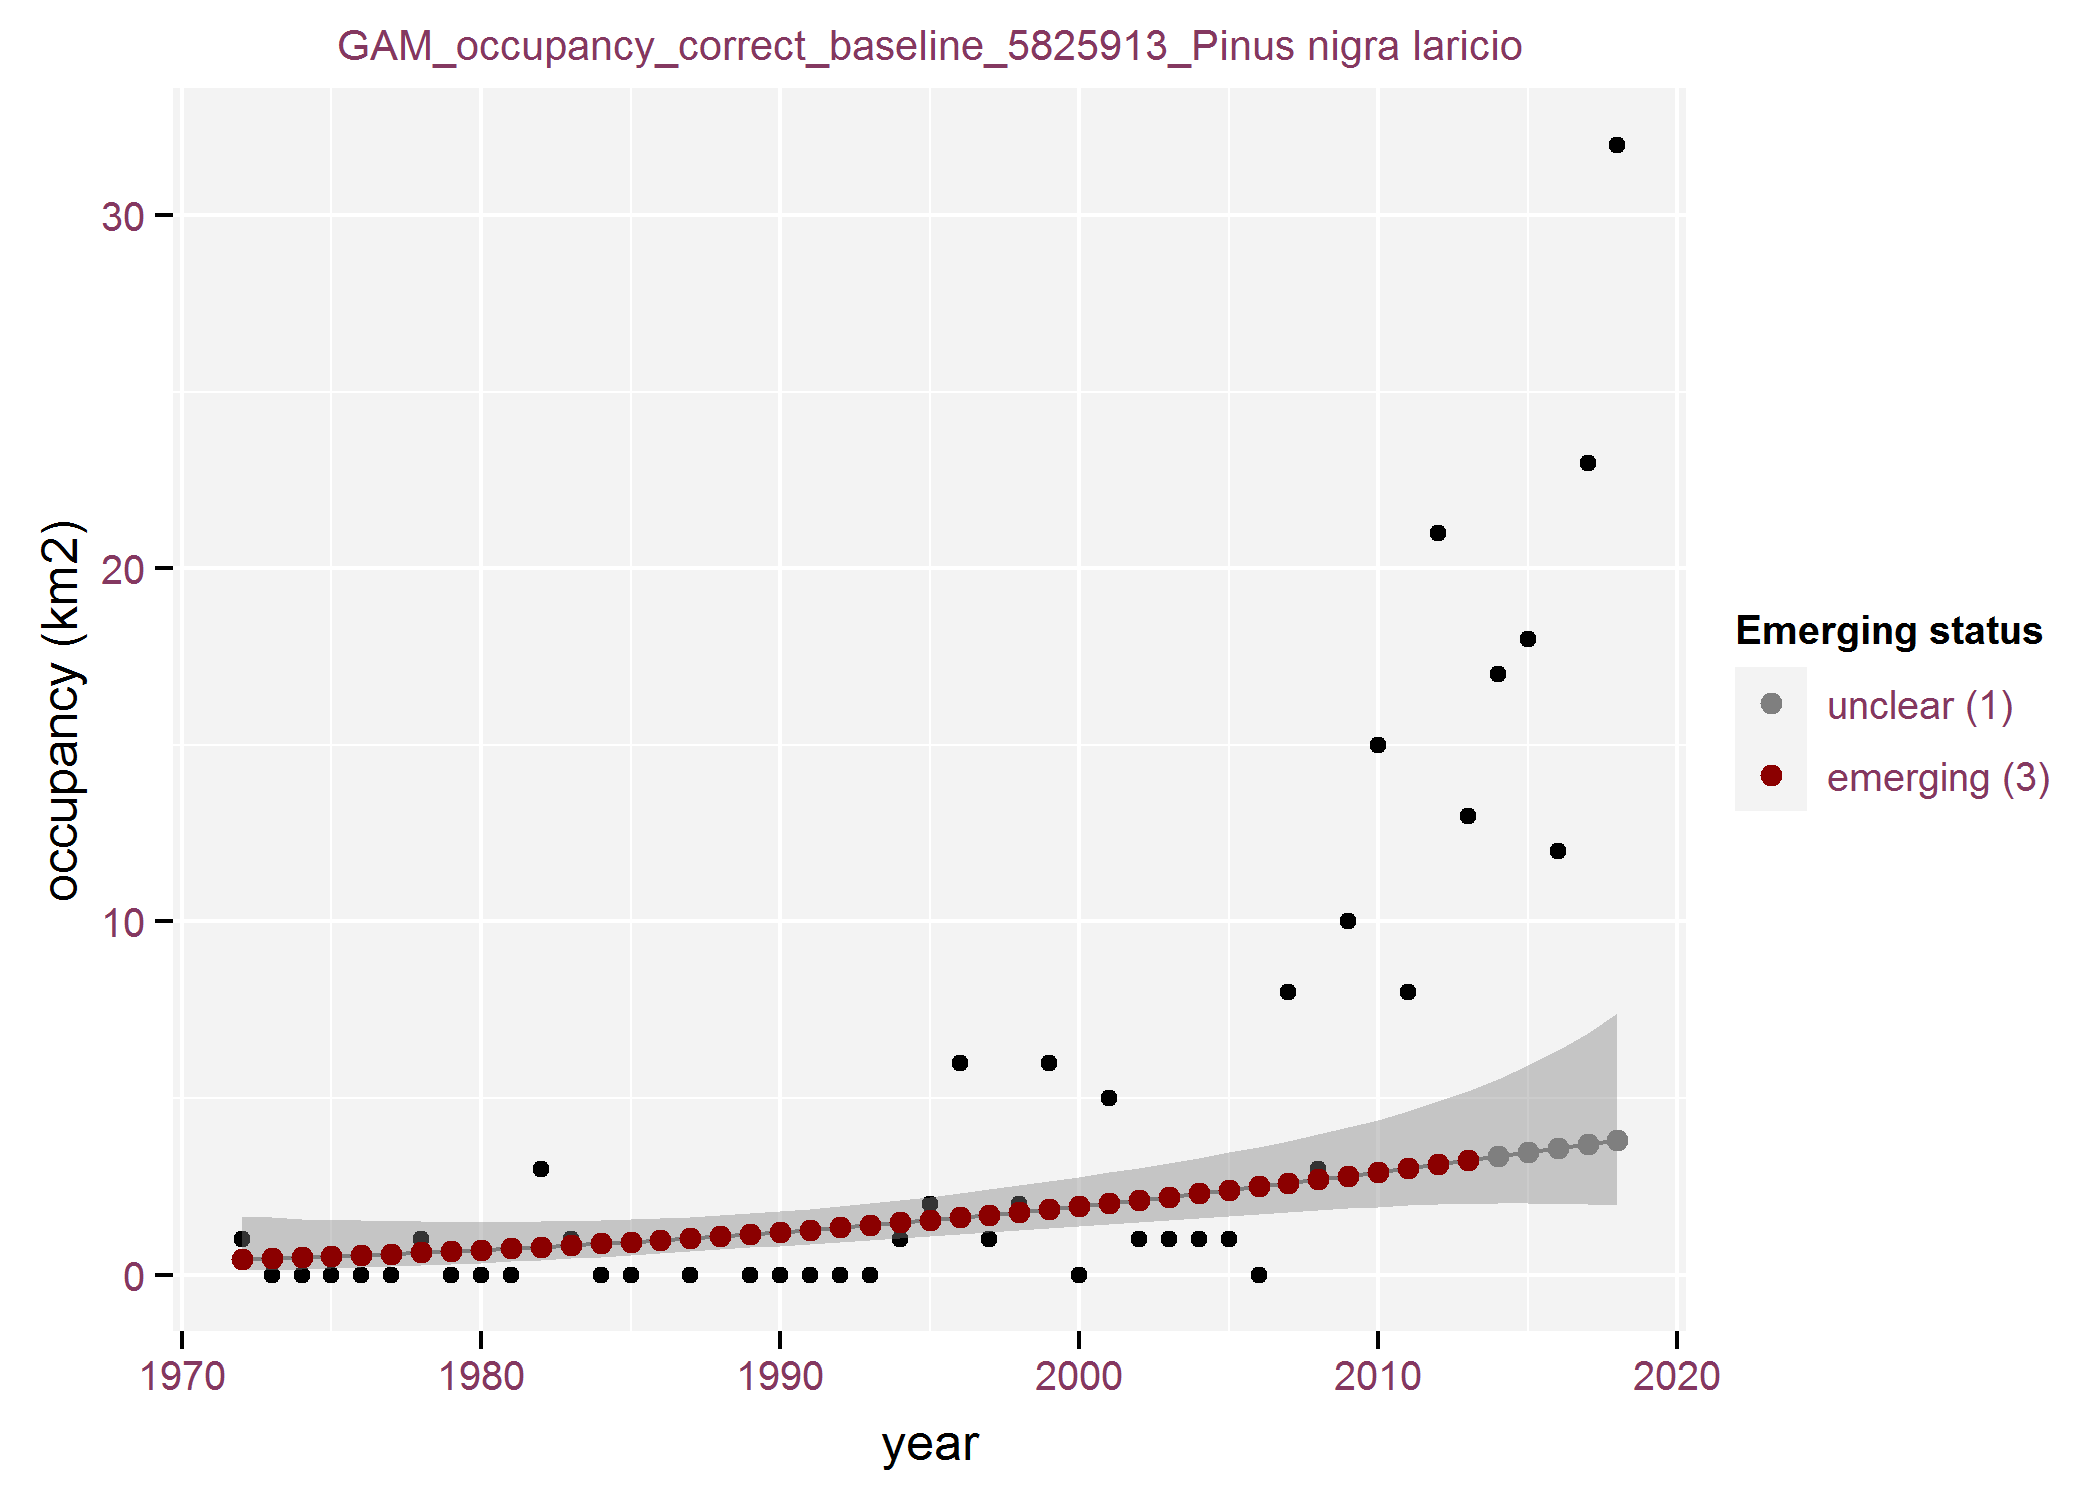 GAM_occupancy_correct_baseline_5825913_Pinus nigra laricio
occupancy (km2)
30
20
10
0
1970 1980 1990 2000 2010 2020
year
Emerging status
unclear (1)
emerging (3)